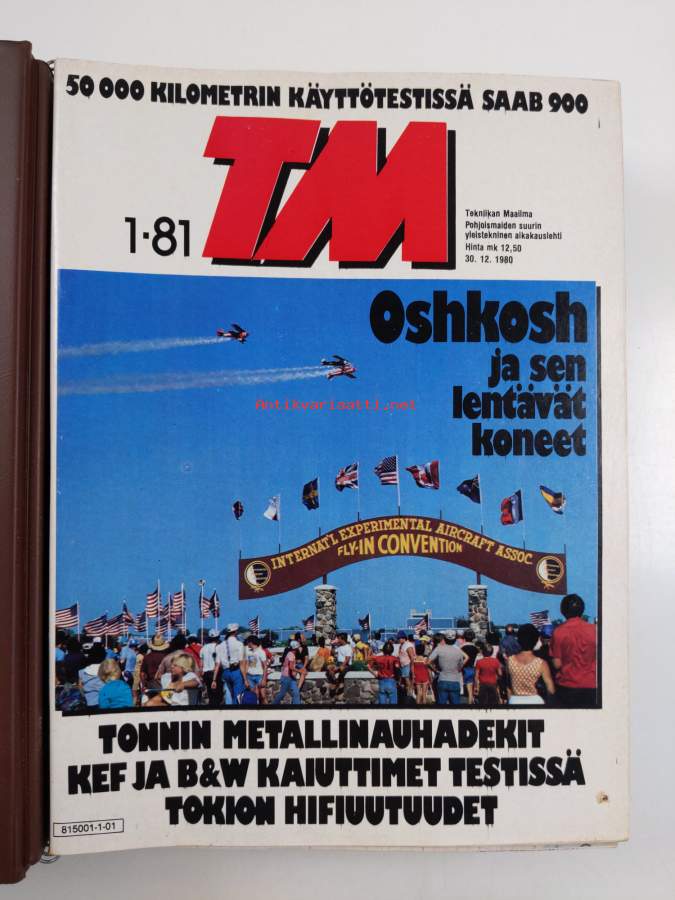 50 000 KILOMETRIN KÄYTTÖTESTISSÄ SAAB 900
TM
1·81
Tekniikan Maailma
Pohjoismaiden suurin
yleistekninen aikakauslehti
Hinta mk 12,50
30. 12. 1980
Oshkosh
ja sen
lentävät
koneet
Antikvariaatti.net
INTERNAT'L EXPERIMENTAL AIRCRAFT ASSOC.
FLY-IN CONVENTION
TONNIN METALLINAUHADEKIT
KEF JA B&W KAIUTTIMET TESTISSÄ
TOKION HIFIUUTUUDET
815001-1-01